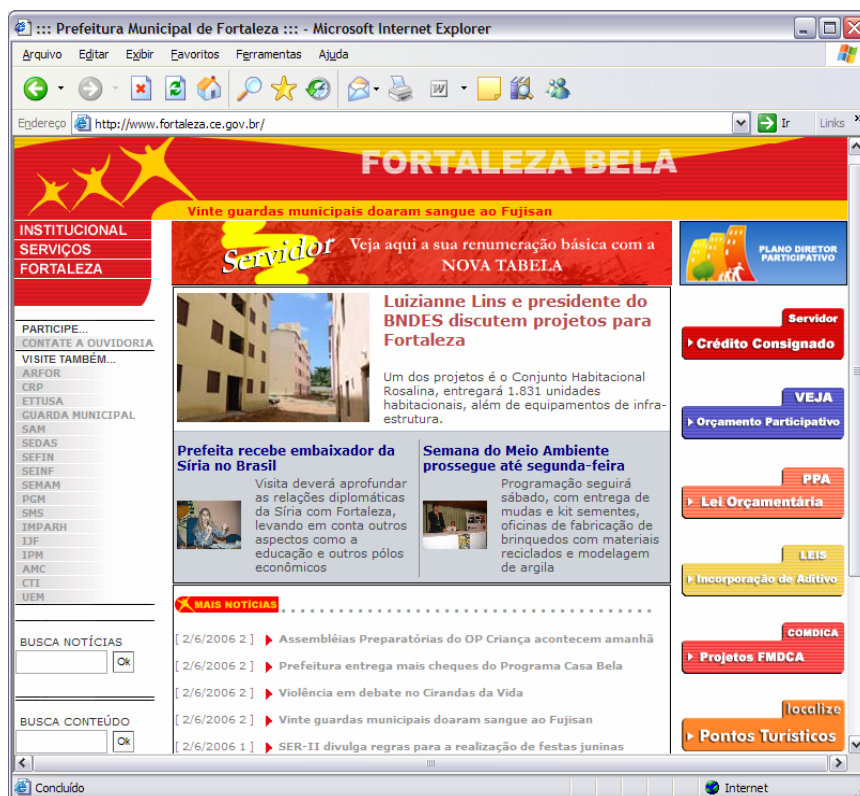 ::: Prefeitura Municipal de Fortaleza ::: - Microsoft Internet Explorer
Arquivo Editar Exibir Favoritos Ferramentas Ajuda
Endereço http://www.fortaleza.ce.gov.br/ Ir Links »
FORTALEZA BELA
Vinte guardas municipais doaram sangue ao Fujisan
INSTITUCIONAL
SERVIÇOS
FORTALEZA
PARTICIPE...
CONTATE A OUVIDORIA
VISITE TAMBÉM...
ARFOR
CRP
ETTUSA
GUARDA MUNICIPAL
SAM
SEDAS
SEFIN
SEINF
SEMAM
PGM
SMS
IMPARH
IJF
IPM
AMC
CTI
UEM
BUSCA NOTÍCIAS
Ok
BUSCA CONTEÚDO
Ok
Servidor
Veja aqui a sua renumeração básica com a
NOVA TABELA
Luizianne Lins e presidente do
BNDES discutem projetos para
Fortaleza
Um dos projetos é o Conjunto Habitacional
Rosalina, entregará 1.831 unidades
habitacionais, além de equipamentos de infra-
estrutura.
Prefeita recebe embaixador da
Síria no Brasil
Visita deverá aprofundar
as relações diplomáticas
da Síria com Fortaleza,
levando em conta outros
aspectos como a
educação e outros pólos
econômicos
Semana do Meio Ambiente
prossegue até segunda-feira
Programação seguirá
sábado, com entrega de
mudas e kit sementes,
oficinas de fabricação de
brinquedos com materiais
reciclados e modelagem
de argila
MAIS NOTÍCIAS
[ 2/6/2006 2 ] Assembléias Preparatórias do OP Criança acontecem amanhã
[ 2/6/2006 2 ] Prefeitura entrega mais cheques do Programa Casa Bela
[ 2/6/2006 2 ] Violência em debate no Cirandas da Vida
[ 2/6/2006 2 ] Vinte guardas municipais doaram sangue ao Fujisan
[ 2/6/2006 1 ] SER-II divulga regras para a realização de festas juninas
PLANO DIRETOR
PARTICIPATIVO
Servidor
Crédito Consignado
VEJA
Orçamento Participativo
PPA
Lei Orçamentária
LEIS
Incorporação de Aditivo
COMDICA
Projetos FMDCA
localize
Pontos Turísticos
Concluído
Internet